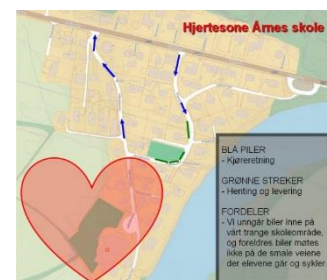 Hjertesone Årnes skole
BLÅ PILER
- Kjøreretning
GRØNNE STREKER
- Henting og levering
FORDELER
- Vi unngår biler inne på
vårt trange skoleområde,
og foreldres biler møtes
ikke på de smale veiene
der elevene går og sykler.